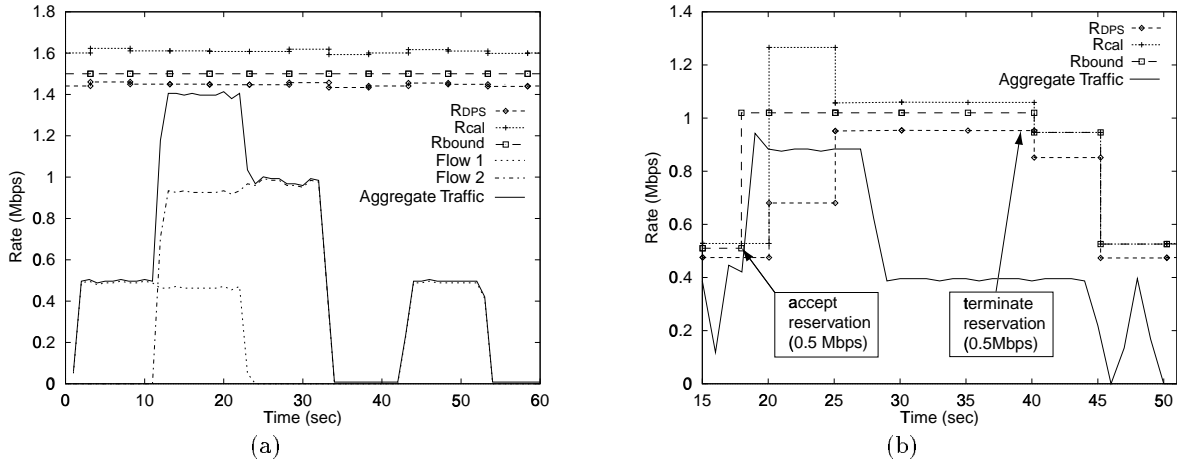 1.8
1.6
1.4
1.2
1
0.8
0.6
0.4
0.2
0
Rate (Mbps)
RDPS
Rcal
Rbound
Flow 1
Flow 2
Aggregate Traffic
0 10 20 30 40 50 60
Time (sec)
(a)
1.4
1.2
1
0.8
0.6
0.4
0.2
0
Rate (Mbps)
RDPS
Rcal
Rbound
Aggregate Traffic
accept
reservation
(0.5 Mbps)
terminate
reservation
(0.5Mbps)
15 20 25 30 35 40 45 50
Time (sec)
(b)